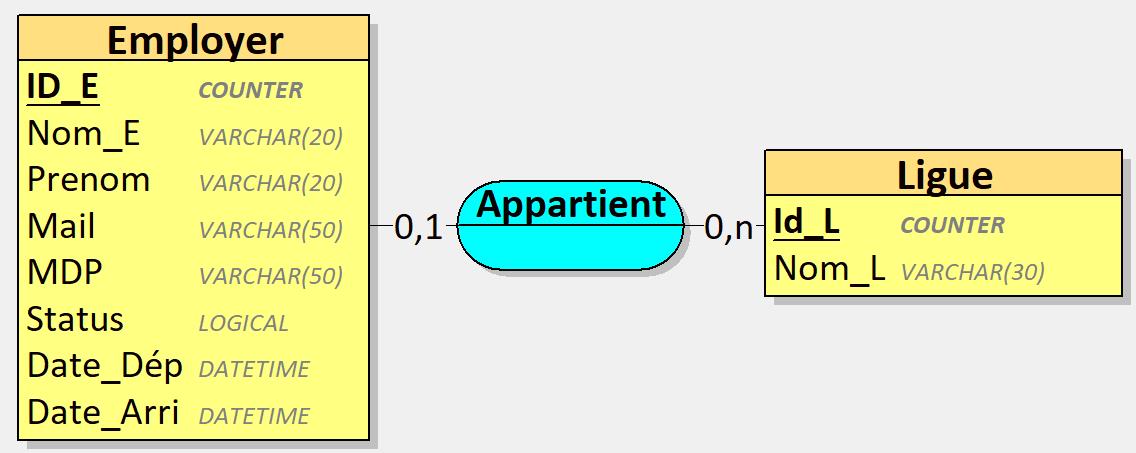 Employer
ID_E COUNTER
Nom_E VARCHAR(20)
Prenom VARCHAR(20)
Mail VARCHAR(50)
MDP VARCHAR(50)
Status LOGICAL
Date_Dép DATETIME
Date_Arri DATETIME
0,1
Appartient
0,n
Ligue
Id_L COUNTER
Nom_L VARCHAR(30)